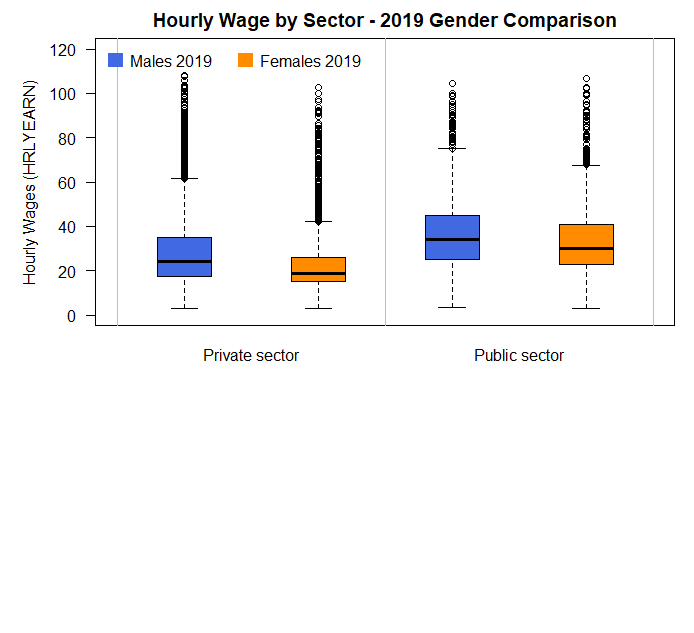 Hourly Wage by Sector - 2019 Gender Comparison
Males 2019 Females 2019
Hourly Wages (HRLYEARN)
120
100
80
60
40
20
0
Private sector Public sector